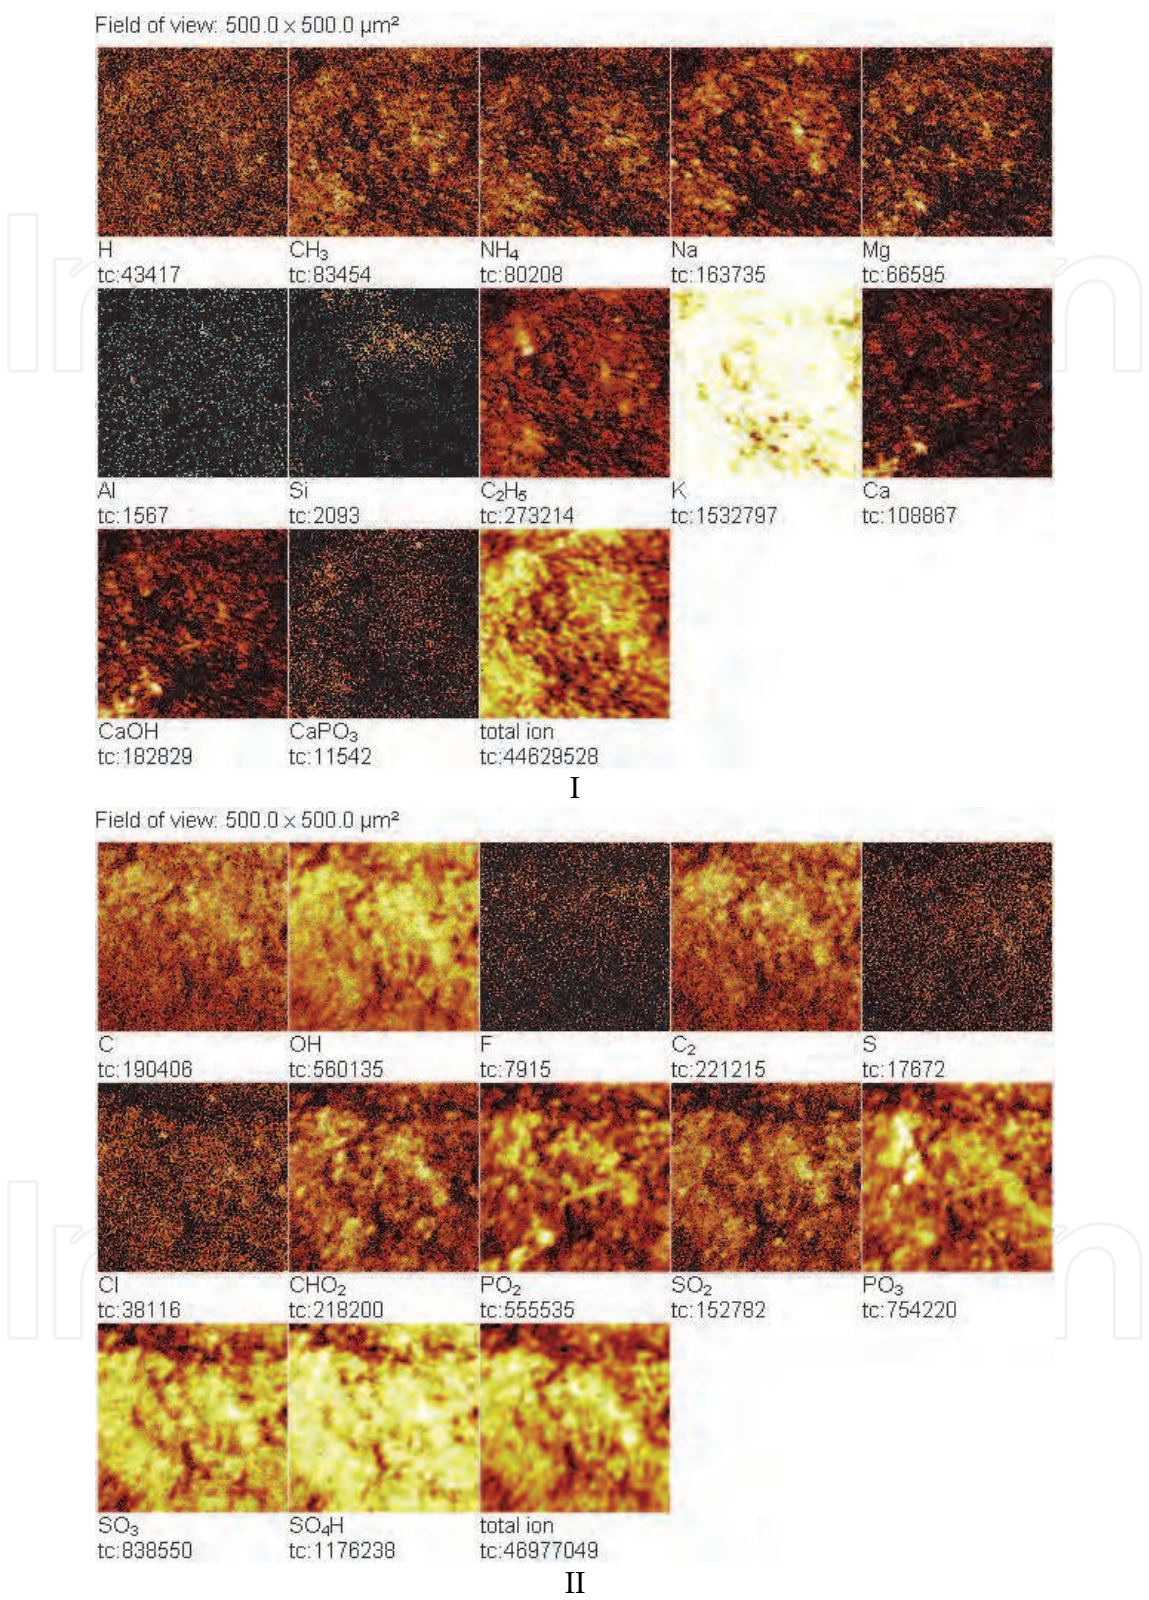 Field of view: 500.0 x 500.0 µm²
H CH₃ NH₄ Na Mg
tc:43417 tc:83454 tc:80208 tc:163735 tc:66595
Al Si C₂H₅ K Ca
tc:1567 tc:2093 tc:273214 tc:1532797 tc:108867
CaOH CaPO₃ total ion
tc:182829 tc:11542 tc:44629528
I
Field of view: 500.0 x 500.0 µm²
C OH F C₂ S
tc:190406 tc:560135 tc:7915 tc:221215 tc:17672
Cl CHO₂ PO₂ SO₂ PO₃
tc:38116 tc:218200 tc:555535 tc:152782 tc:754220
SO₃ SO₄H total ion
tc:838550 tc:1176238 tc:46977049
II